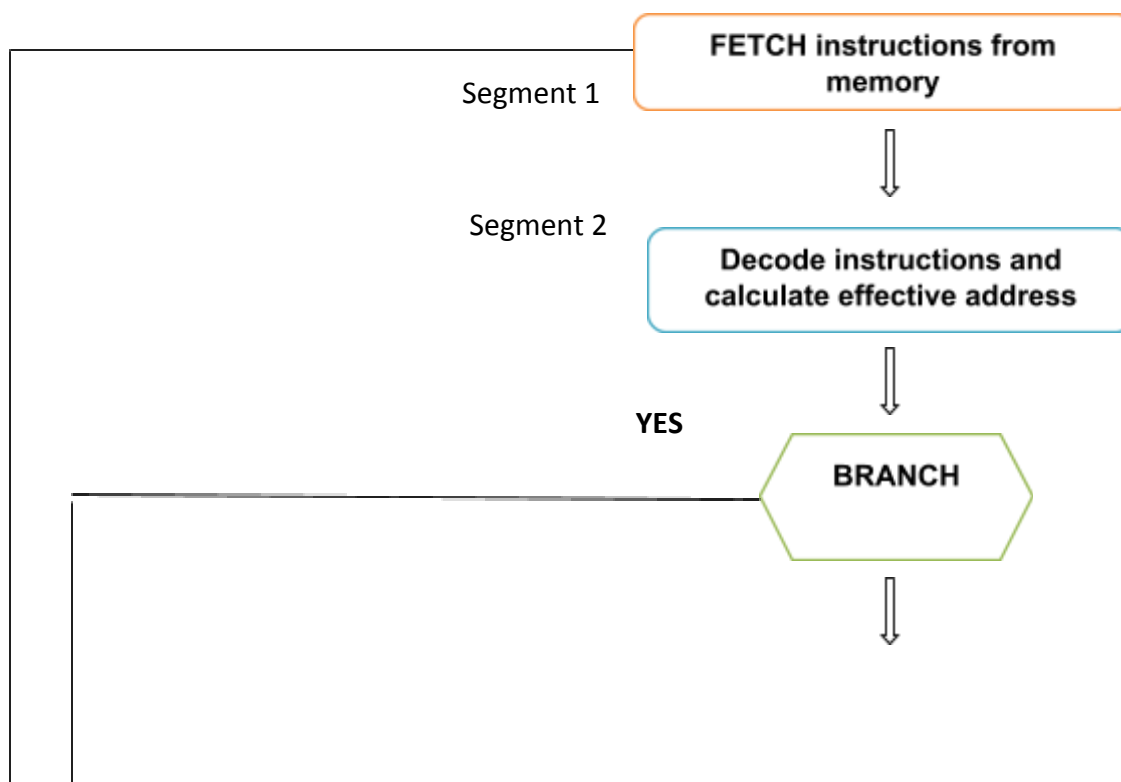 FETCH instructions from
memory
Segment 1
Segment 2
Decode instructions and
calculate effective address
YES
BRANCH